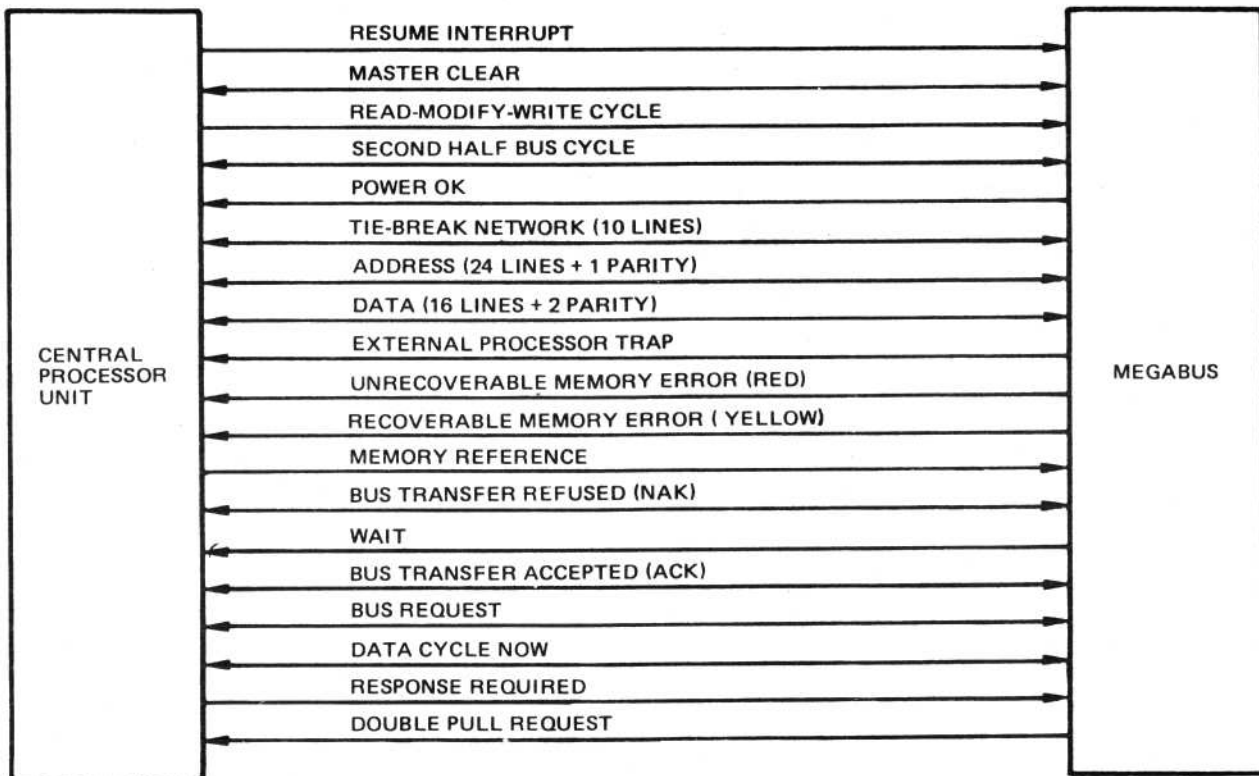 RESUME INTERRUPT
MASTER CLEAR
READ-MODIFY-WRITE CYCLE
SECOND HALF BUS CYCLE
POWER OK
TIE-BREAK NETWORK (10 LINES)
ADDRESS (24 LINES + 1 PARITY)
DATA (16 LINES + 2 PARITY)
EXTERNAL PROCESSOR TRAP
UNRECOVERABLE MEMORY ERROR (RED)
RECOVERABLE MEMORY ERROR ( YELLOW)
MEMORY REFERENCE
BUS TRANSFER REFUSED (NAK)
WAIT
BUS TRANSFER ACCEPTED (ACK)
BUS REQUEST
DATA CYCLE NOW
RESPONSE REQUIRED
DOUBLE PULL REQUEST
CENTRAL
PROCESSOR
UNIT
MEGABUS